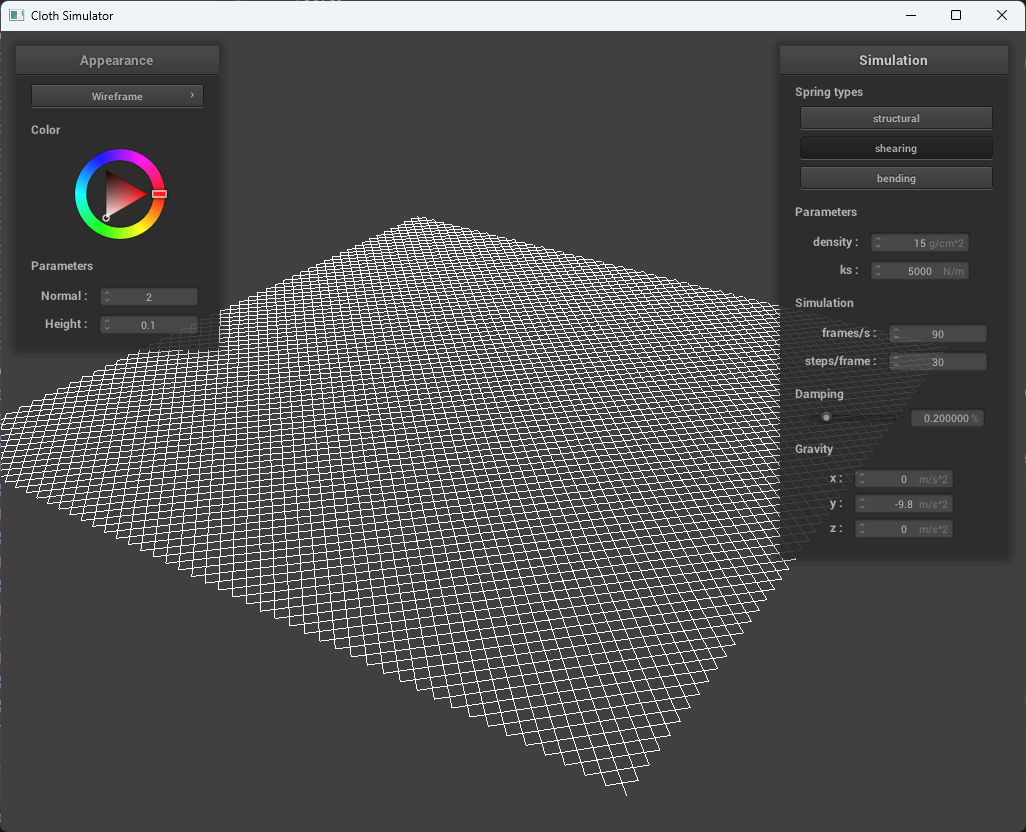 Cloth Simulator
Appearance
Wireframe
Color
Parameters
Normal : 2
Height : 0.1
Simulation
Spring types
structural
shearing
bending
Parameters
density : 15 g/cm^2
ks : 5000 N/m
Simulation
frames/s : 90
steps/frame : 30
Damping
0.200000 %
Gravity
x : 0 m/s^2
y : -9.8 m/s^2
z : 0 m/s^2